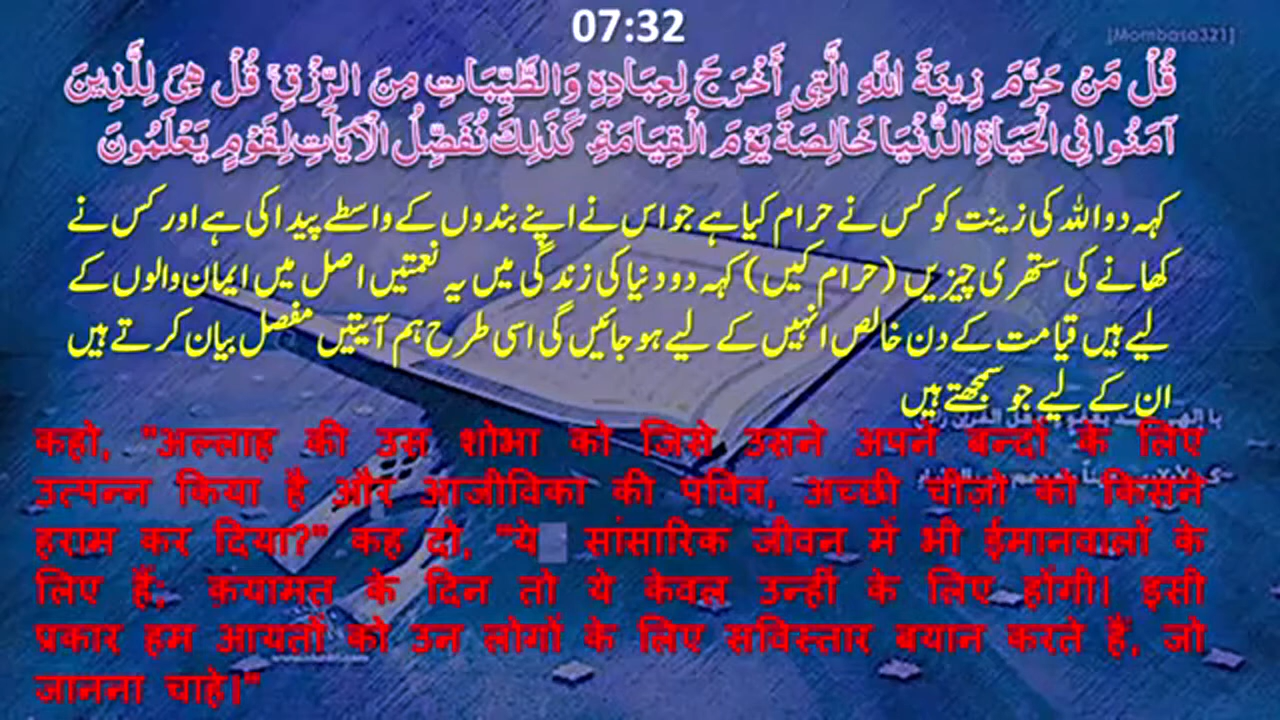 07:32
[Mombasa321]
قُلْ مَنْ حَرَّمَ زِينَةَ اللَّهِ الَّتِي أَخْرَجَ لِعِبَادِهِ وَالطَّيِّبَاتِ مِنَ الرِّزْقِ قُلْ هِيَ لِلَّذِينَ
آمَنُوا فِي الْحَيَاةِ الدُّنْيَا خَالِصَةً يَوْمَ الْقِيَامَةِ كَذَلِكَ نُفَصِّلُ الْآيَاتِ لِقَوْمٍ يَعْلَمُونَ
کہہ دو الله کی زینت کو کس نے حرام کیا ہے جو اس نے اپنے بندوں کے واسطے پیدا کی ہے اور کس نے
کھانے کی ستھری چیزیں (حرام کیں) کہہ دو دنیا کی زندگی میں یہ نعمتیں اصل میں ایمان والوں کے
لیے ہیں قیامت کے دن خالص انہیں کے لیے ہو جائیں گی اسی طرح ہم آیتیں مفصل بیان کرتے ہیں
ان کے لیے جو سمجھتے ہیں
कहो, "अल्लाह की उस शोभा को जिसे उसने अपने बन्दों के लिए
उत्पन्न किया है और आजीविका की पवित्र, अच्छी चीज़ो को किसने
हराम कर दिया?" कह दो, "ये सांसारिक जीवन में भी ईमानवालों के
लिए हैं; क़यामत के दिन तो ये केवल उन्हीं के लिए होंगी। इसी
प्रकार हम आयतों को उन लोगों के लिए सविस्तार बयान करते हैं, जो
जानना चाहे।"